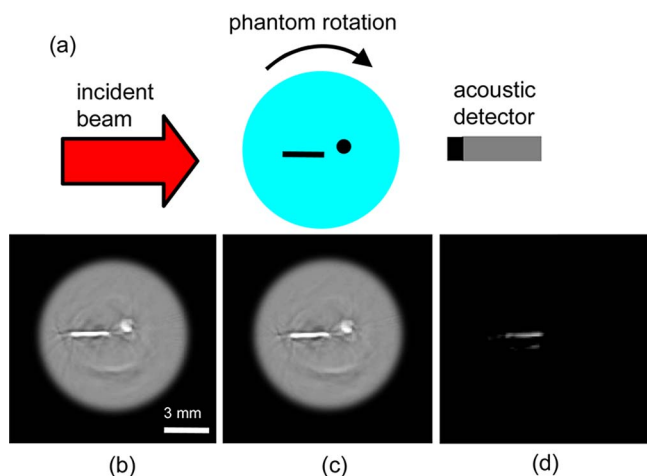 (a)
phantom rotation
incident
beam
acoustic
detector
3 mm
(b)
(c)
(d)